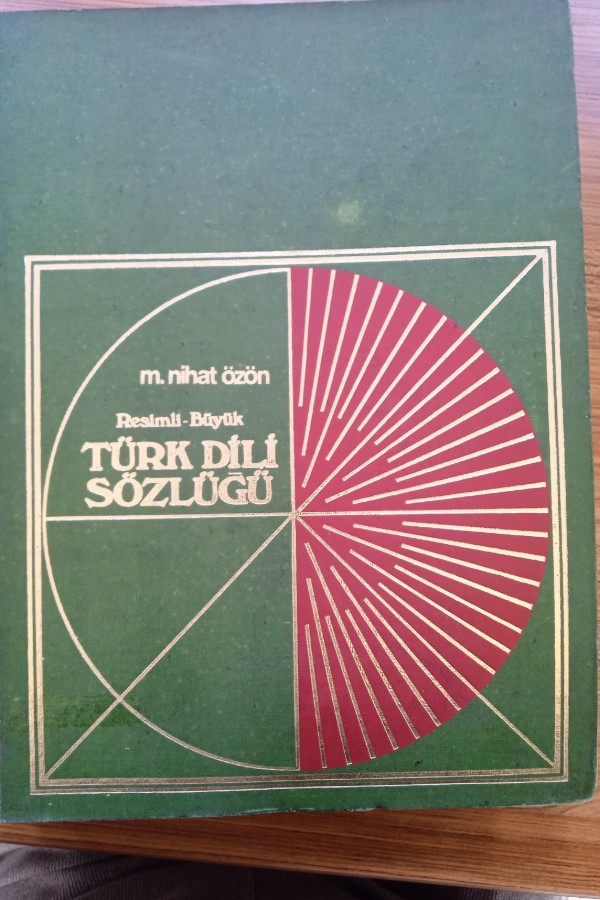 m. nihat özön
Resimli-Büyük
TÜRK DİLİ
SÖZLÜĞÜ